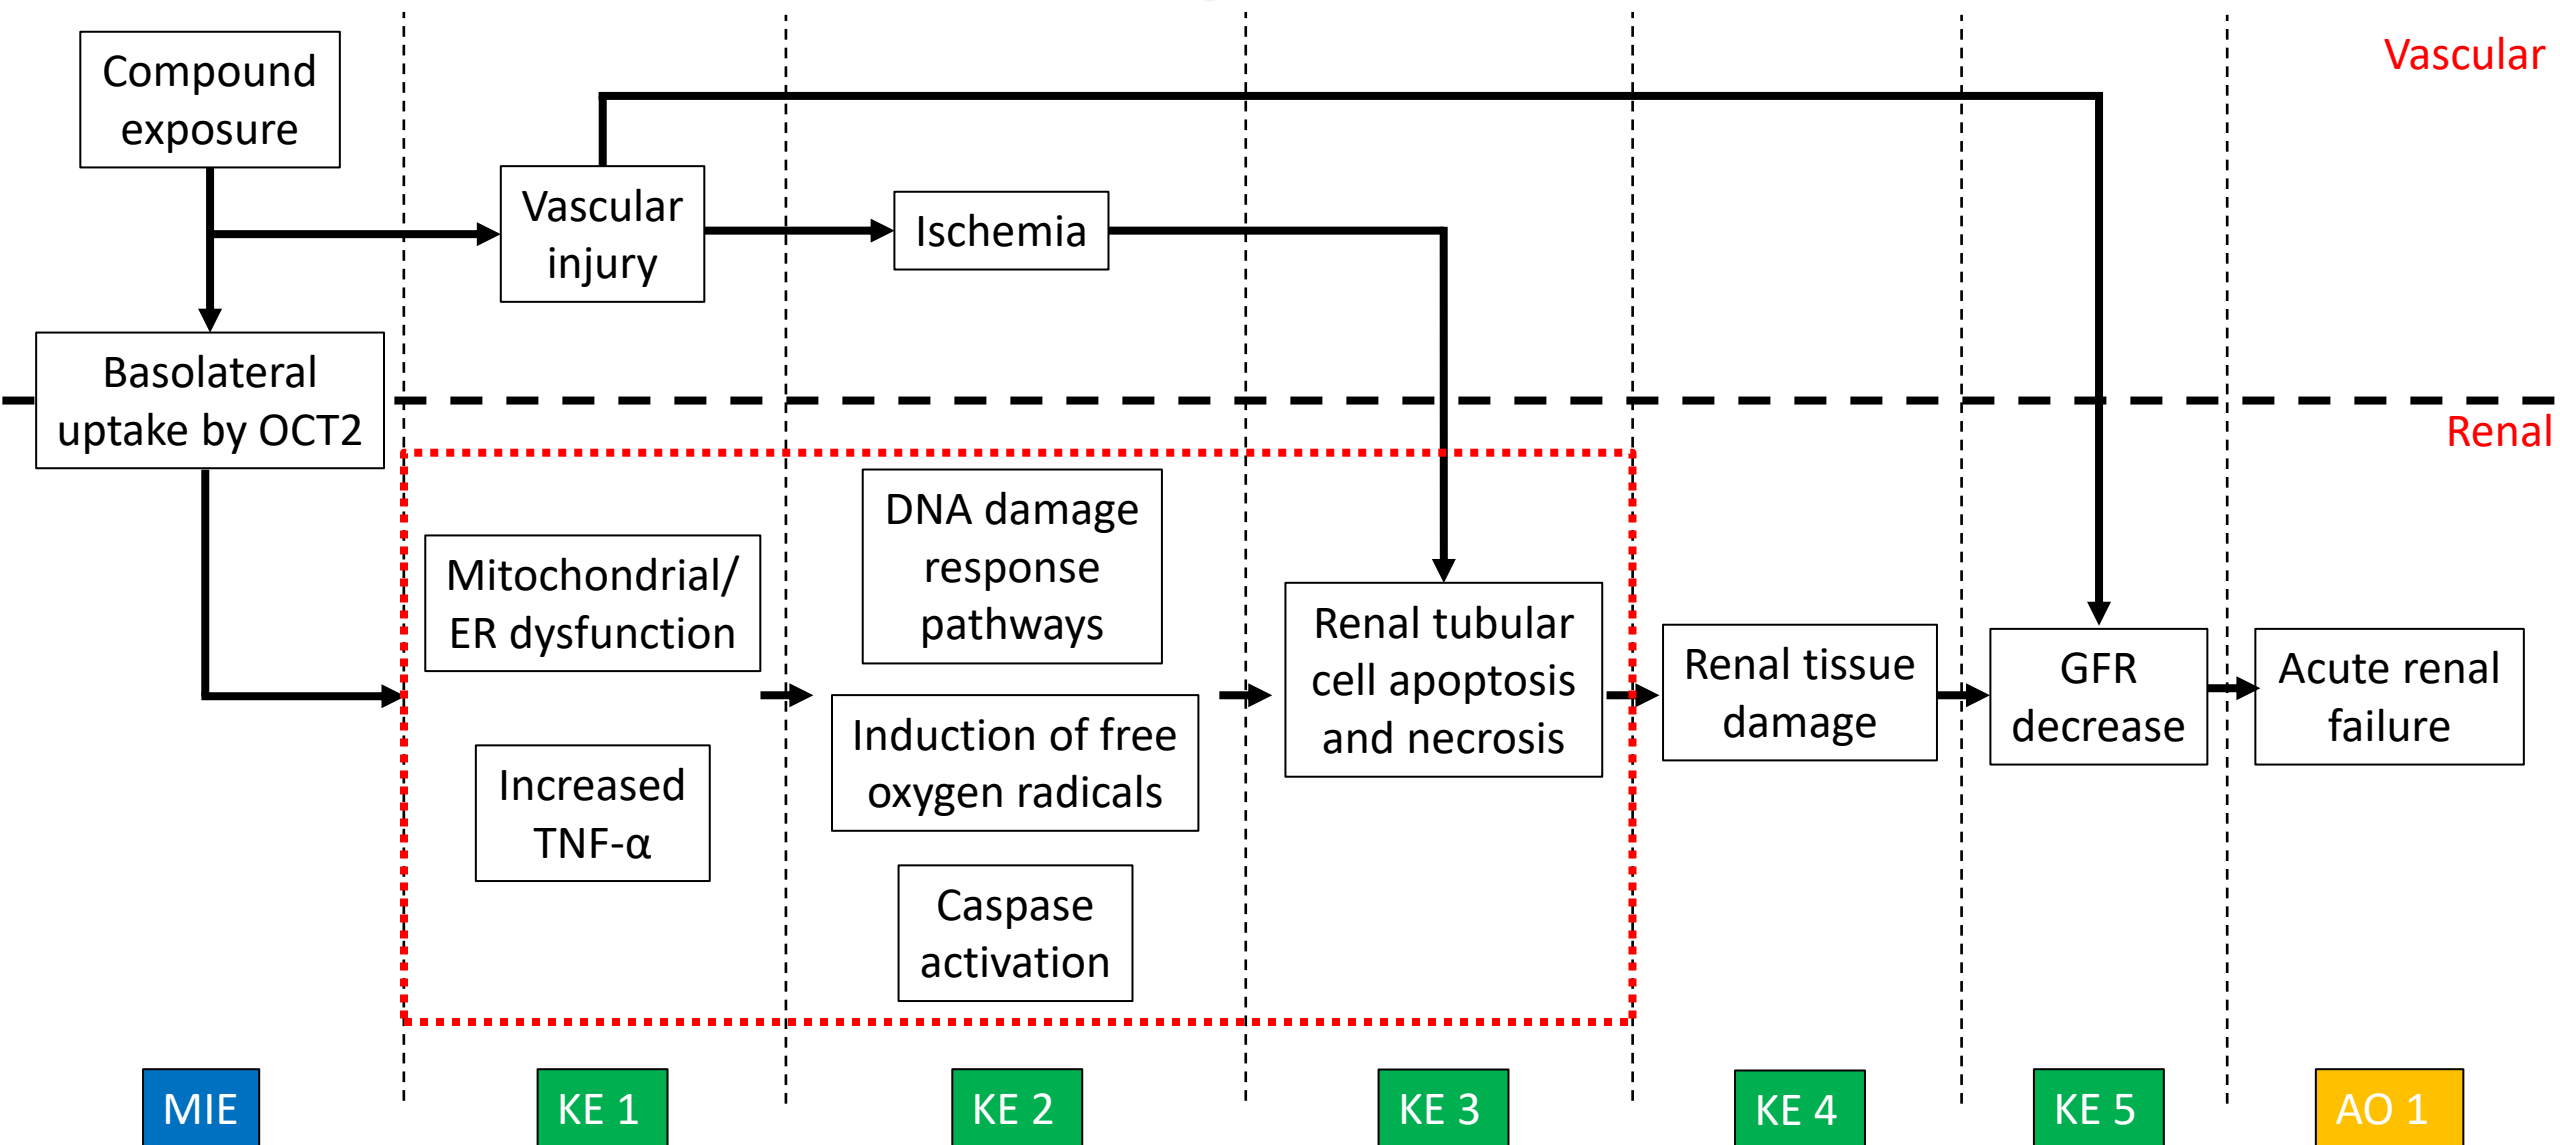 Vascular
Compound
exposure
Vascular
injury
Ischemia
Basolateral
uptake by OCT2
Renal
Mitochondrial/
ER dysfunction
Increased
TNF-α
DNA damage
response
pathways
Induction of free
oxygen radicals
Caspase
activation
Renal tubular
cell apoptosis
and necrosis
Renal tissue
damage
GFR
decrease
Acute renal
failure
MIE
KE 1
KE 2
KE 3
KE 4
KE 5
AO 1